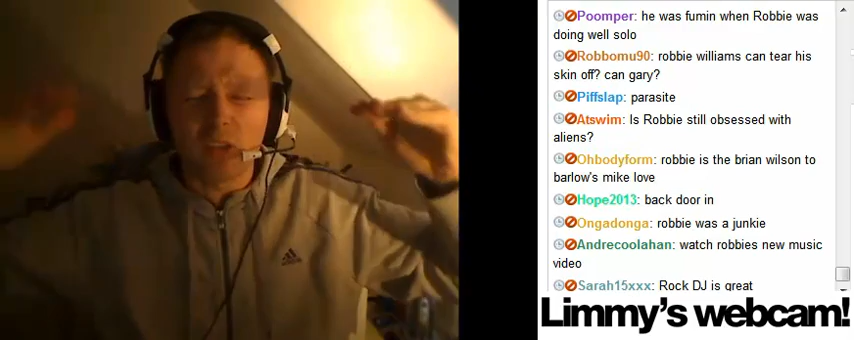 Poomper: he was fumin when Robbie was
doing well solo
Robbomu90: robbie williams can tear his
skin off? can gary?
Piffslap: parasite
Atswim: Is Robbie still obsessed with
aliens?
Ohbodyform: robbie is the brian wilson to
barlow's mike love
Hope2013: back door in
Ongadonga: robbie was a junkie
Andrecoolahan: watch robbies new music
video
Sarah15xxx: Rock DJ is great
Limmy's webcam!